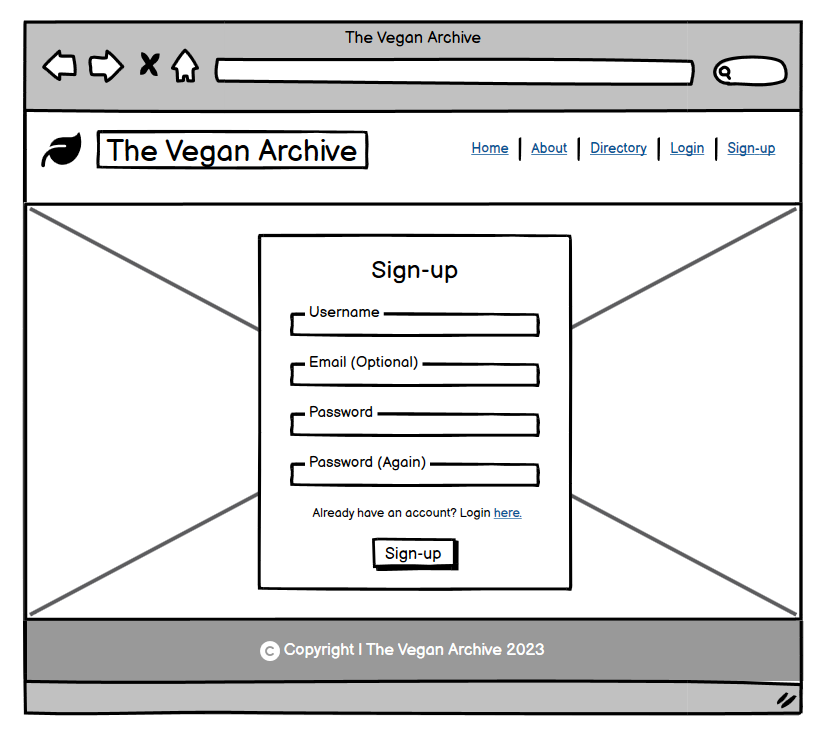 The Vegan Archive
The Vegan Archive
Home | About | Directory | Login | Sign-up
Sign-up
Username
Email (Optional)
Password
Password (Again)
Already have an account? Login here.
Sign-up
© Copyright | The Vegan Archive 2023